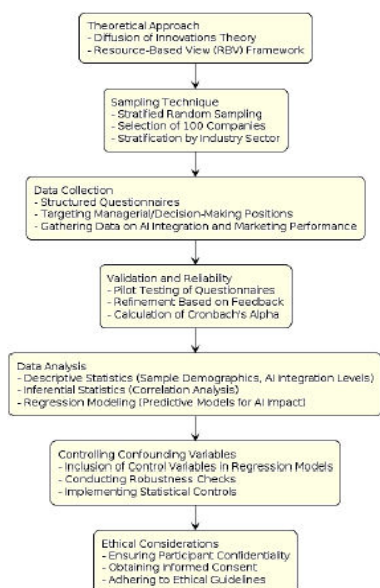 Theoretical Approach
- Diffusion of Innovations Theory
- Resource-Based View (RBV) Framework
Sampling Technique
- Stratified Random Sampling
- Selection of 100 Companies
- Stratification by Industry Sector
Data Collection
- Structured Questionnaires
- Targeting Managerial/Decision-Making Positions
- Gathering Data on AI Integration and Marketing Performance
Validation and Reliability
- Pilot Testing of Questionnaires
- Refinement Based on Feedback
- Calculation of Cronbach's Alpha
Data Analysis
- Descriptive Statistics (Sample Demographics, AI Integration Levels)
- Inferential Statistics (Correlation Analysis)
- Regression Modeling (Predictive Models for AI Impact)
Controlling Confounding Variables
- Inclusion of Control Variables in Regression Models
- Conducting Robustness Checks
- Implementing Statistical Controls
Ethical Considerations
- Ensuring Participant Confidentiality
- Obtaining Informed Consent
- Adhering to Ethical Guidelines